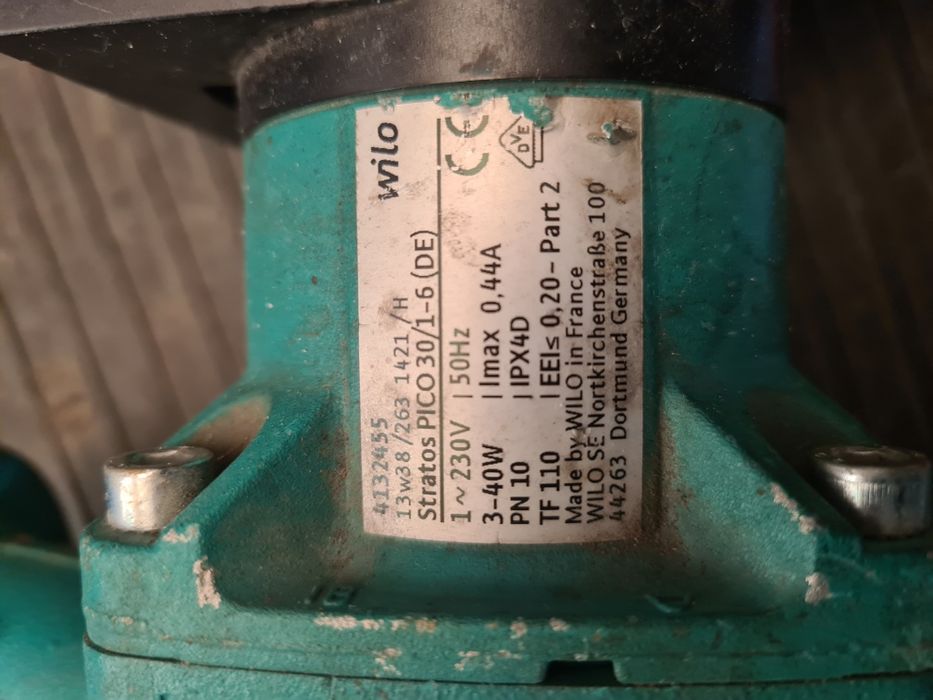 wilo
4132455
13w38/263 1421/H
Stratos PICO 30/1-6 (DE)
1~230V | 50Hz CE
3-40W | Imax 0,44A DVE
PN 10 | IPX4D
TF 110 | EEI≤ 0,20- Part 2
Made by WILO in France
WILO SE Nortkirchenstraße 100
44263 Dortmund Germany